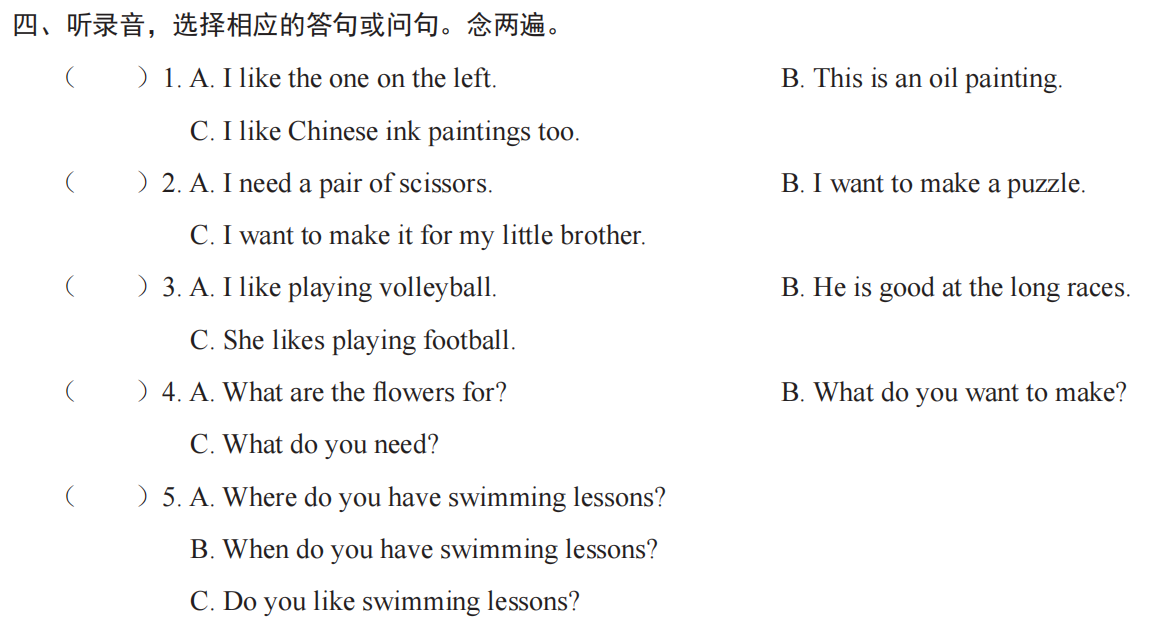 四、听录音，选择相应的答句或问句。念两遍。
（　　）1. A. I like the one on the left. B. This is an oil painting.
C. I like Chinese ink paintings too.
（　　）2. A. I need a pair of scissors. B. I want to make a puzzle.
C. I want to make it for my little brother.
（　　）3. A. I like playing volleyball. B. He is good at the long races.
C. She likes playing football.
（　　）4. A. What are the flowers for? B. What do you want to make?
C. What do you need?
（　　）5. A. Where do you have swimming lessons?
B. When do you have swimming lessons?
C. Do you like swimming lessons?